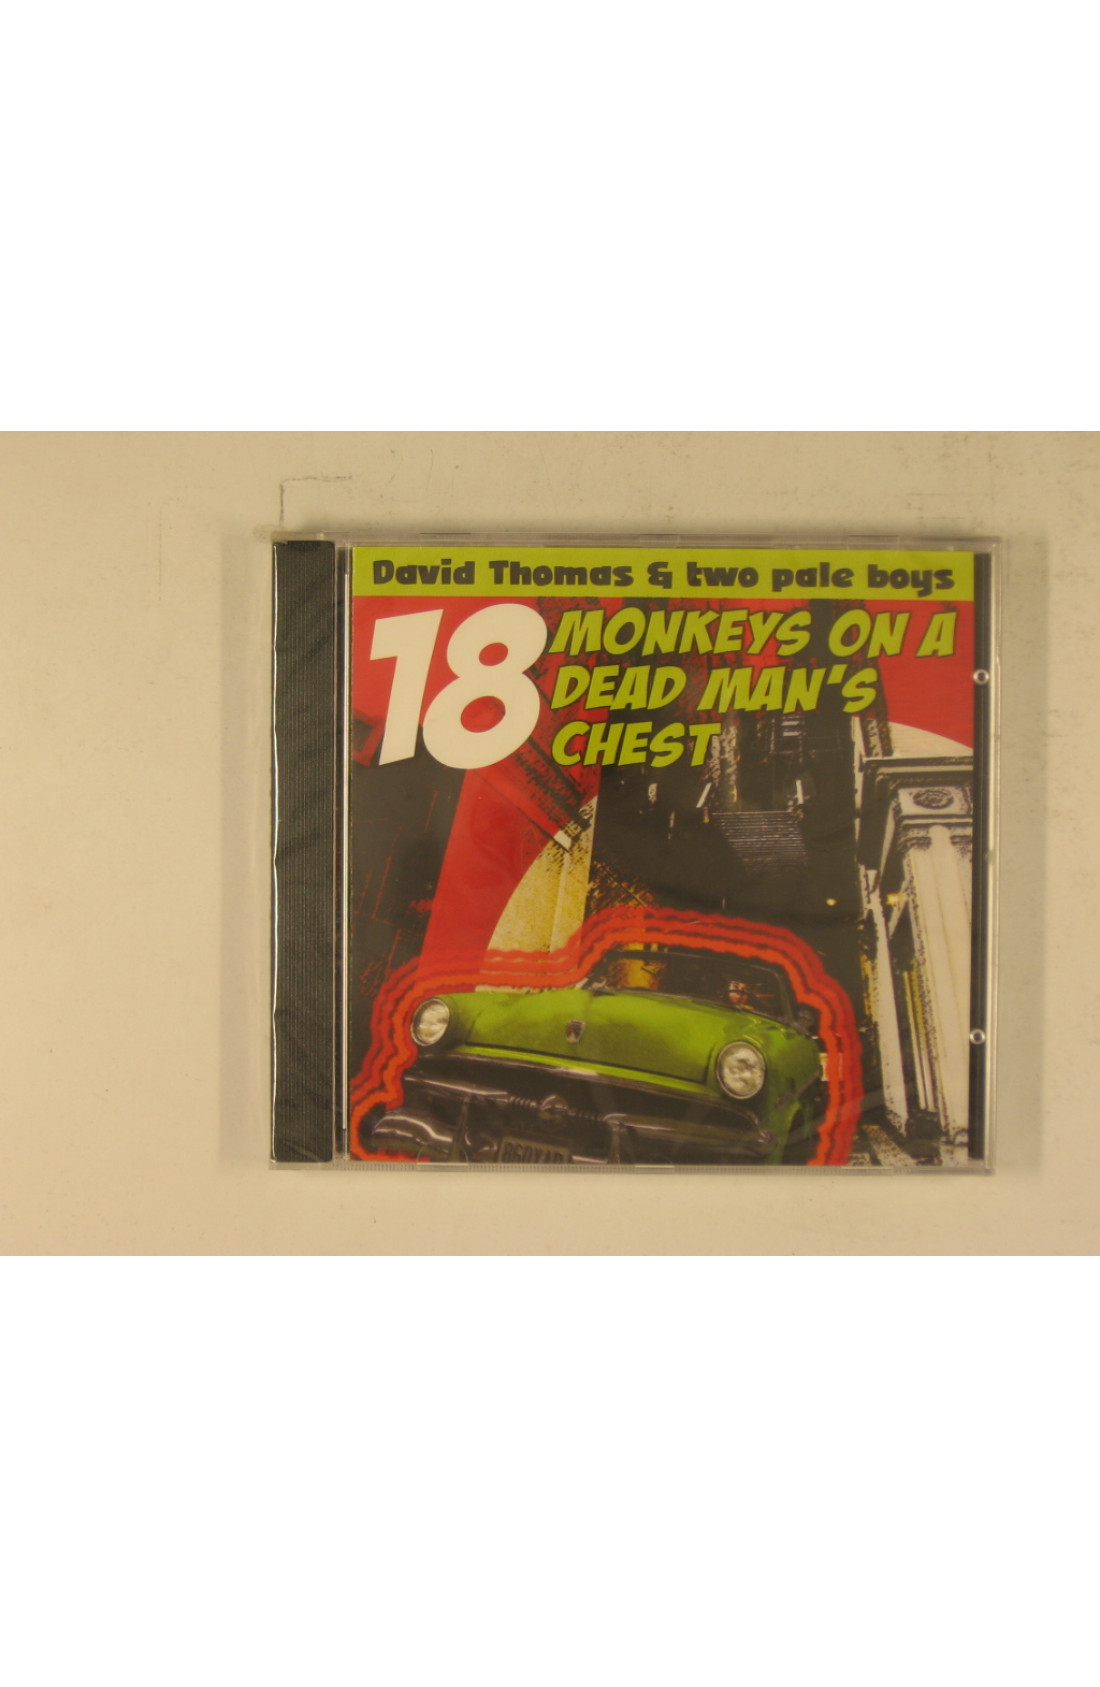 David Thomas & two pale boys
18 MONKEYS ON A
DEAD MAN'S
CHEST